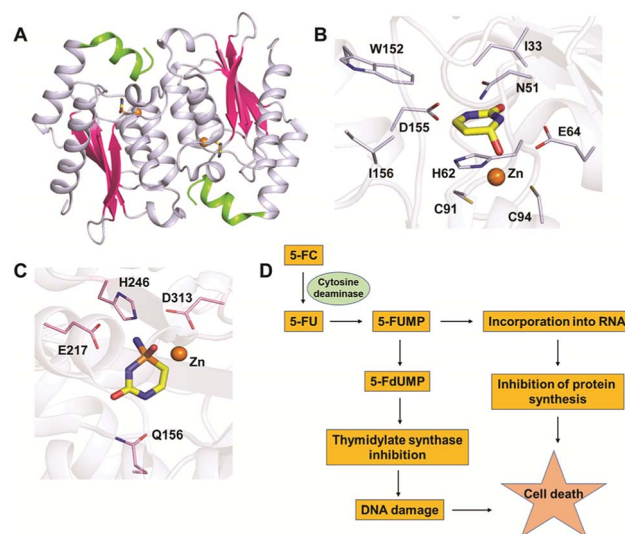 A
B
W152
I33
N51
D155
E64
I156
H62
Zn
C91
C94
C
H246
D313
E217
Zn
Q156
D
5-FC
Cytosine
deaminase
5-FU
5-FUMP
Incorporation into RNA
5-FdUMP
Inhibition of protein
synthesis
Thymidylate synthase
inhibition
DNA damage
Cell death